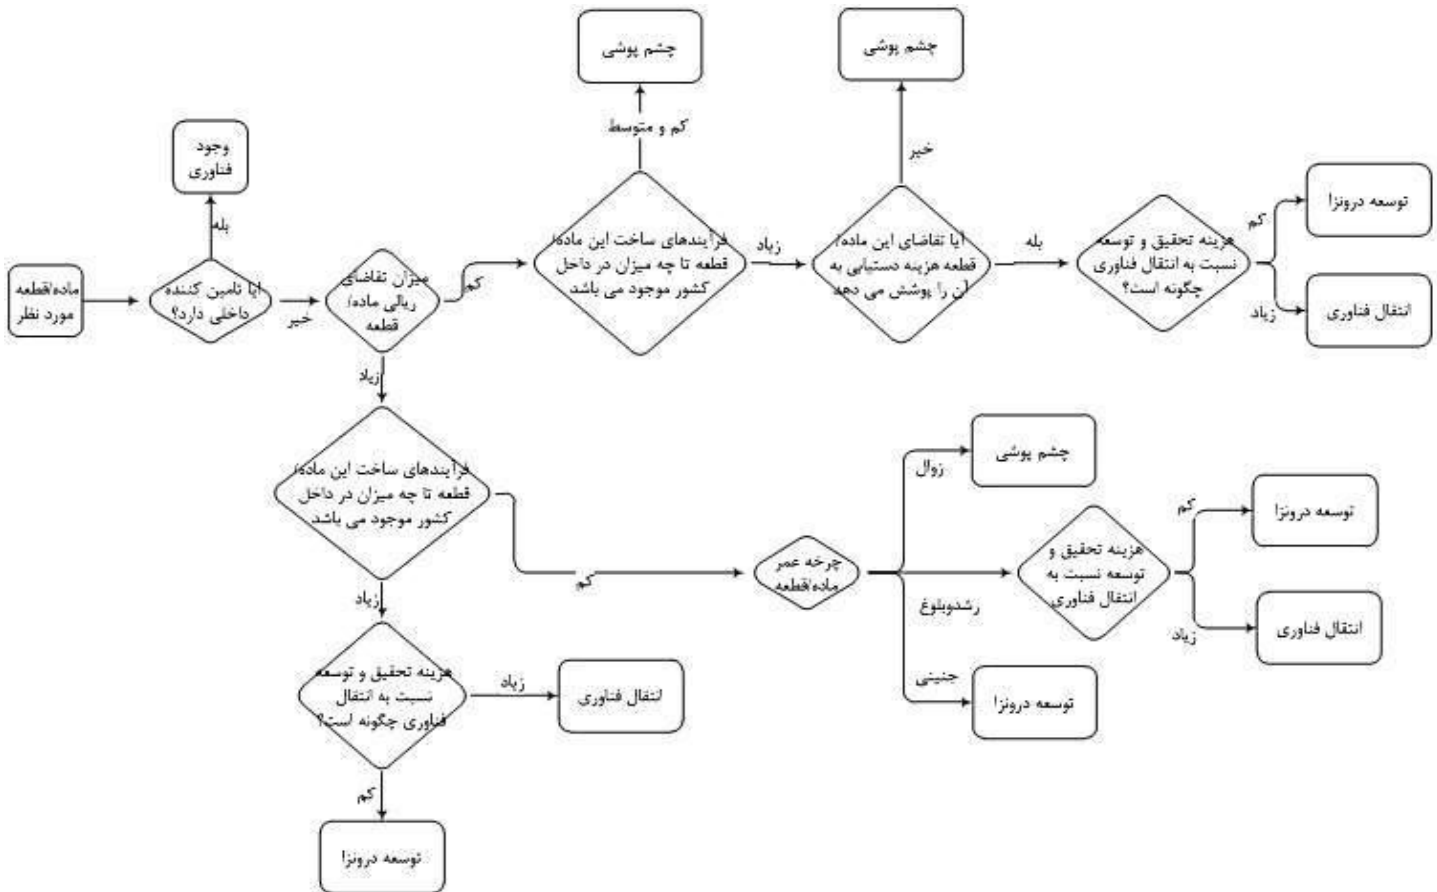 ماده/قطعه
مورد نظر
آیا تامین کننده
داخلی دارد؟
بله
وجود
فناوری
خیر
میزان تقاضای
ریالی ماده/
قطعه
کم
فرآیندهای ساخت این ماده/
قطعه تا چه میزان در داخل
کشور موجود می باشد
کم و متوسط
چشم پوشی
زیاد
آیا تقاضای این ماده/
قطعه هزینه دستیابی به
آن را پوشش می دهد
خیر
چشم پوشی
بله
هزینه تحقیق و توسعه
نسبت به انتقال فناوری
چگونه است؟
کم
توسعه درونزا
زیاد
انتقال فناوری
زیاد
فرآیندهای ساخت این ماده/
قطعه تا چه میزان در داخل
کشور موجود می باشد
کم
چرخه عمر
ماده/قطعه
زوال
چشم پوشی
رشدوبلوغ
هزینه تحقیق و
توسعه نسبت به
انتقال فناوری
کم
توسعه درونزا
زیاد
انتقال فناوری
جنینی
توسعه درونزا
زیاد
هزینه تحقیق و توسعه
نسبت به انتقال
فناوری چگونه است؟
زیاد
انتقال فناوری
کم
توسعه درونزا